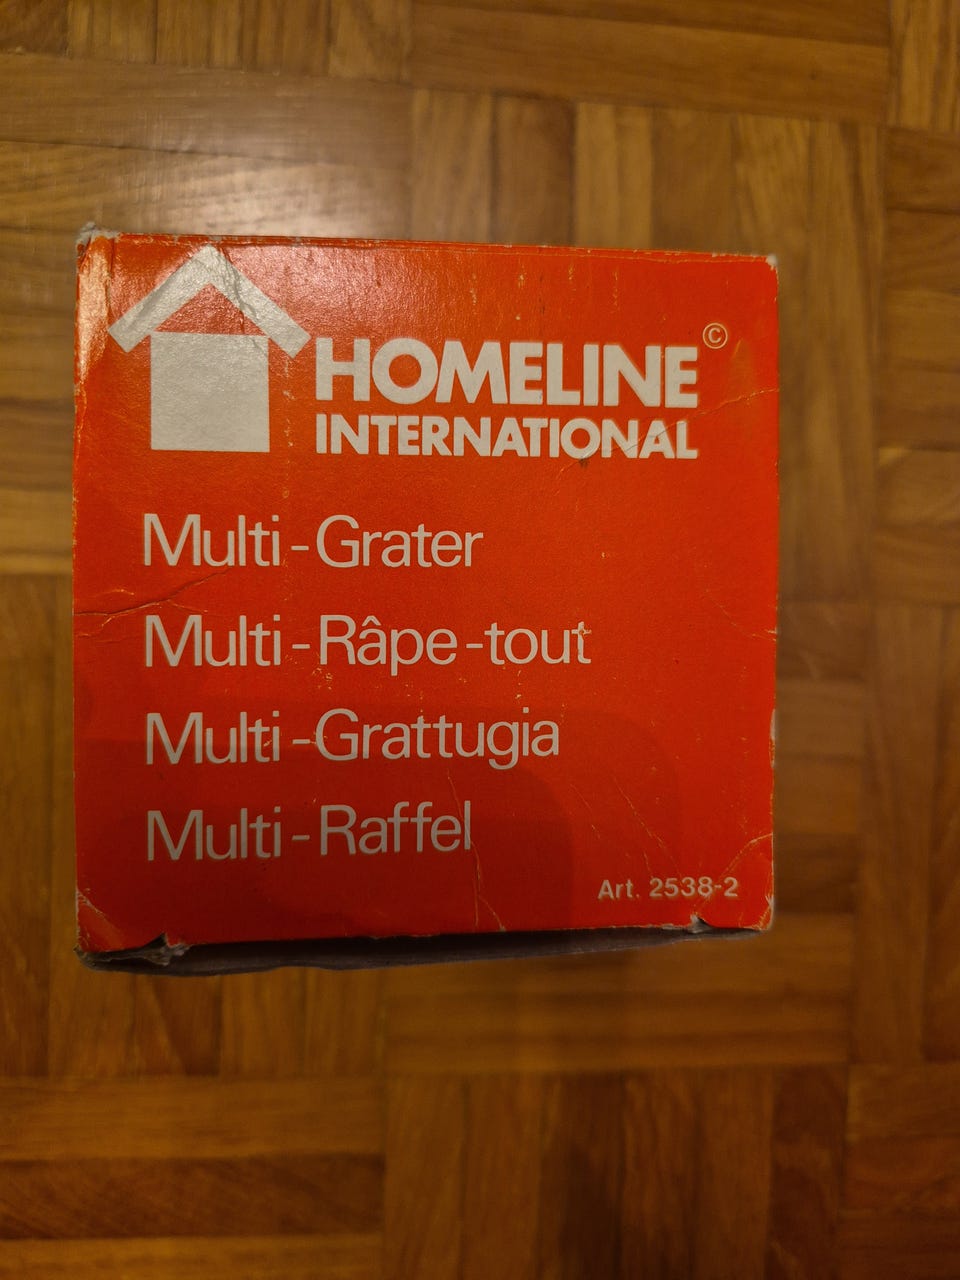 HOMELINE ©
INTERNATIONAL
Multi-Grater
Multi-Râpe-tout
Multi-Grattugia
Multi-Raffel
Art. 2538-2